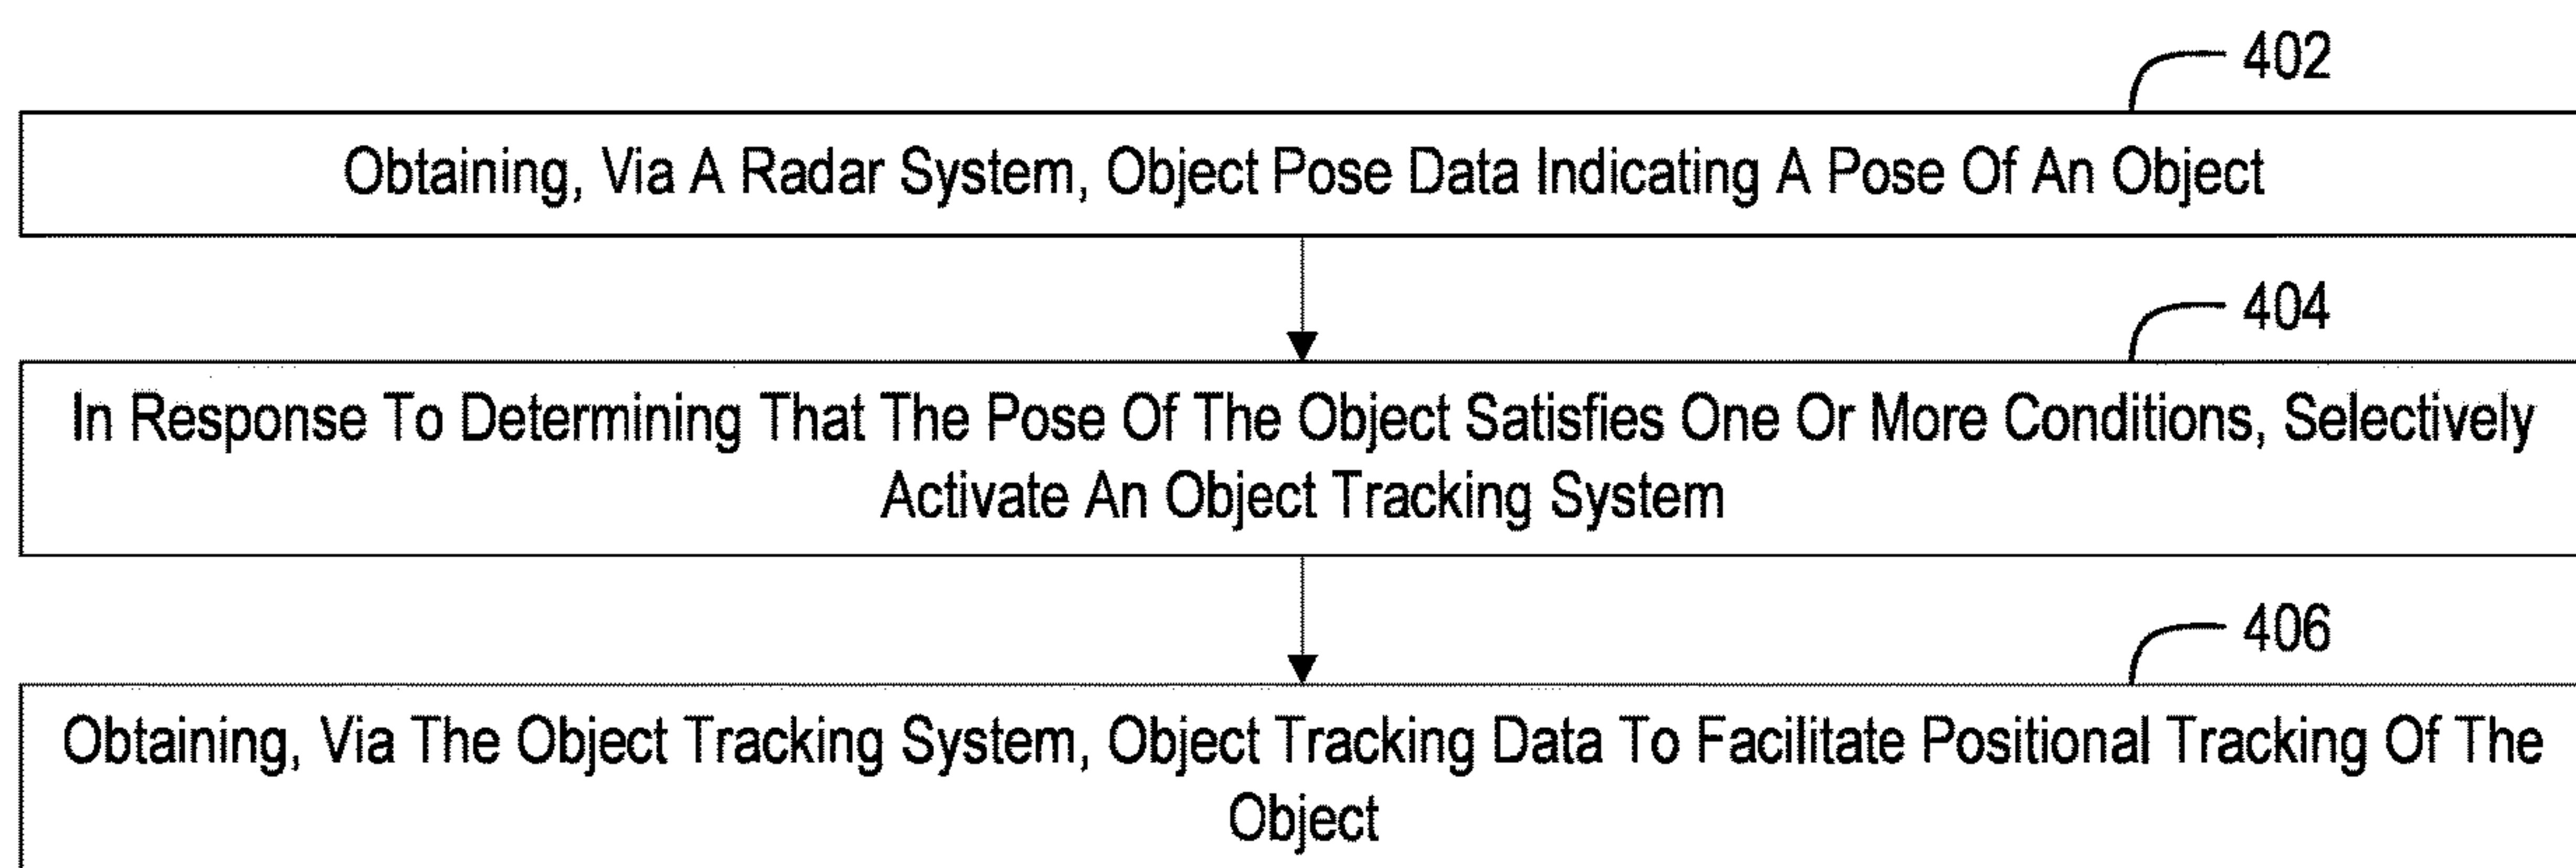 402
Obtaining, Via A Radar System, Object Pose Data Indicating A Pose Of An Object
404
In Response To Determining That The Pose Of The Object Satisfies One Or More Conditions, Selectively
Activate An Object Tracking System
406
Obtaining, Via The Object Tracking System, Object Tracking Data To Facilitate Positional Tracking Of The
Object